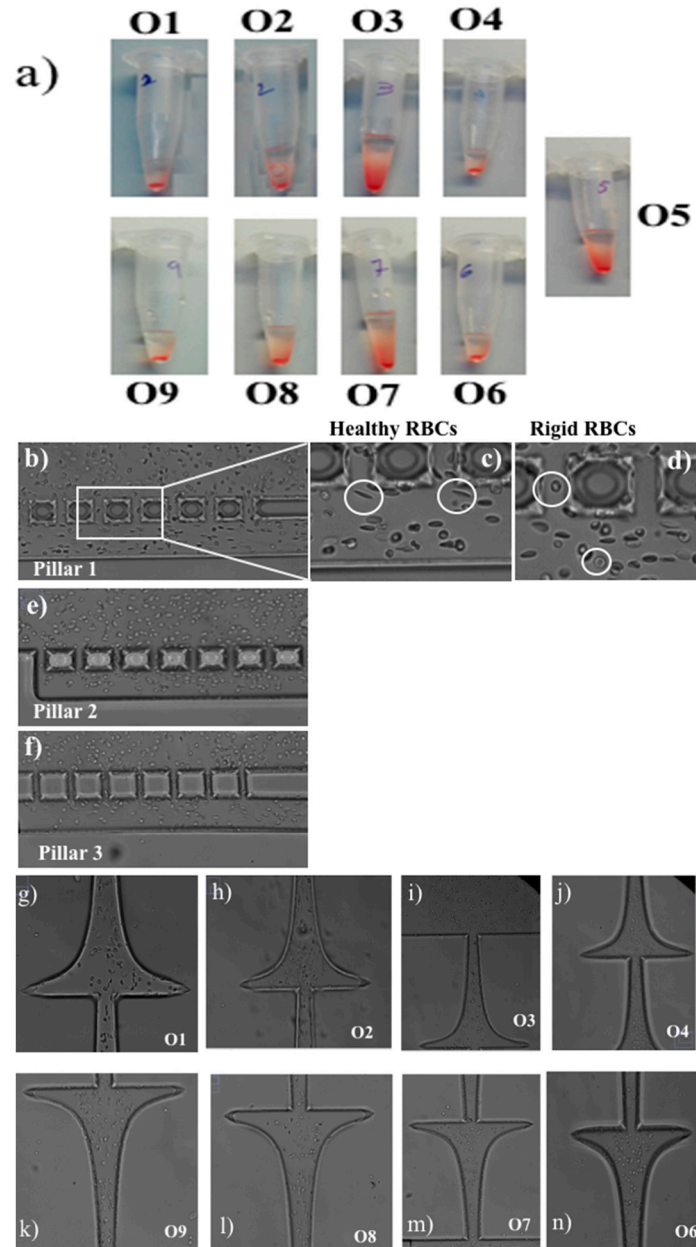 O1 O2 O3 O4
a)
2 2 3
5
O5
9 7 6
O9 O8 O7 O6
Healthy RBCs Rigid RBCs
b) c) d)
Pillar 1
e)
Pillar 2
f)
Pillar 3
g) h) i) j)
O1 O2 O3 O4
k) O9 l) O8 m) O7 n) O6